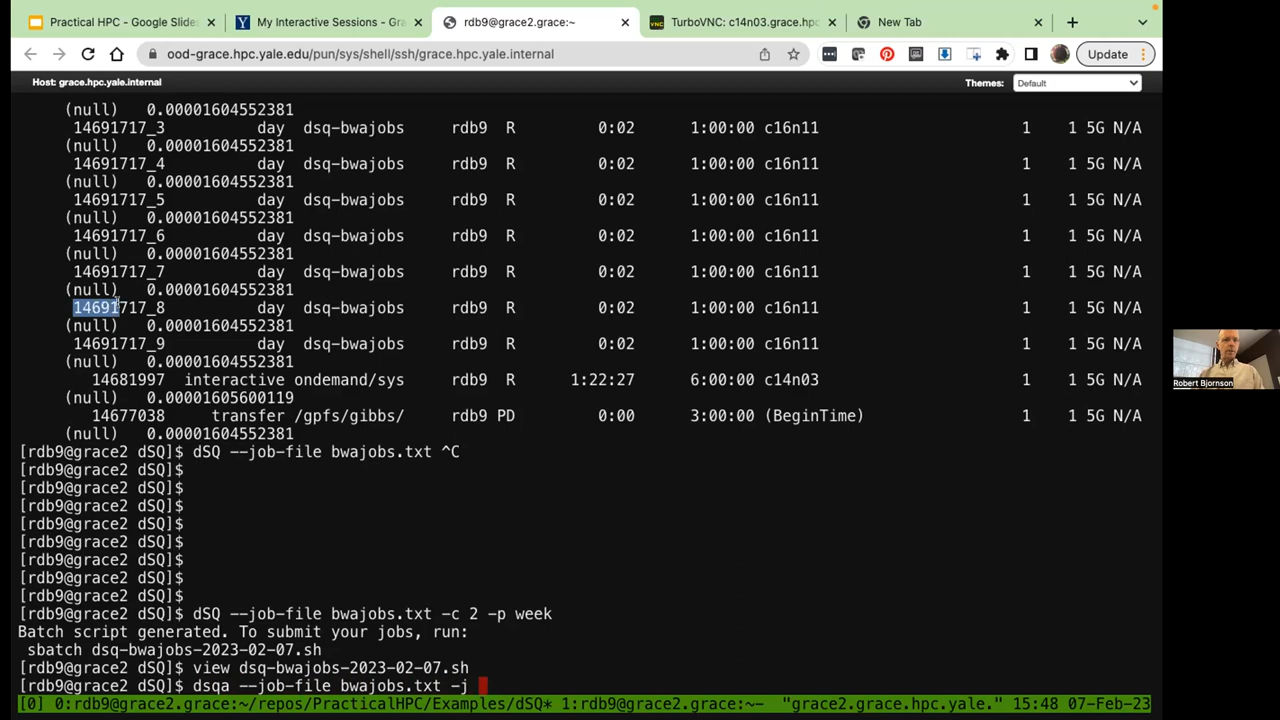 Practical HPC - Google Slides
My Interactive Sessions - Gra
rdb9@grace2.grace:~
TurboVNC: c14n03.grace.hpc
New Tab
ood-grace.hpc.yale.edu/pun/sys/shell/ssh/grace.hpc.yale.internal
Update
Host: grace.hpc.yale.internal
Themes: Default
(null) 0.00001604552381
14691717_3 day dsq-bwajobs rdb9 R 0:02 1:00:00 c16n11 1 1 5G N/A
(null) 0.00001604552381
14691717_4 day dsq-bwajobs rdb9 R 0:02 1:00:00 c16n11 1 1 5G N/A
(null) 0.00001604552381
14691717_5 day dsq-bwajobs rdb9 R 0:02 1:00:00 c16n11 1 1 5G N/A
(null) 0.00001604552381
14691717_6 day dsq-bwajobs rdb9 R 0:02 1:00:00 c16n11 1 1 5G N/A
(null) 0.00001604552381
14691717_7 day dsq-bwajobs rdb9 R 0:02 1:00:00 c16n11 1 1 5G N/A
(null) 0.00001604552381
14691717_8 day dsq-bwajobs rdb9 R 0:02 1:00:00 c16n11 1 1 5G N/A
(null) 0.00001604552381
14691717_9 day dsq-bwajobs rdb9 R 0:02 1:00:00 c16n11 1 1 5G N/A
(null) 0.00001604552381
14681997 interactive ondemand/sys rdb9 R 1:22:27 6:00:00 c14n03 1 1 5G N/A
(null) 0.00001605600119
14677038 transfer /gpfs/gibbs/ rdb9 PD 0:00 3:00:00 (BeginTime) 1 1 5G N/A
(null) 0.00001604552381
[rdb9@grace2 dSQ]$ dSQ --job-file bwajobs.txt ^C
[rdb9@grace2 dSQ]$
[rdb9@grace2 dSQ]$
[rdb9@grace2 dSQ]$
[rdb9@grace2 dSQ]$
[rdb9@grace2 dSQ]$
[rdb9@grace2 dSQ]$
[rdb9@grace2 dSQ]$
[rdb9@grace2 dSQ]$
[rdb9@grace2 dSQ]$ dSQ --job-file bwajobs.txt -c 2 -p week
Batch script generated. To submit your jobs, run:
sbatch dsq-bwajobs-2023-02-07.sh
[rdb9@grace2 dSQ]$ view dsq-bwajobs-2023-02-07.sh
[rdb9@grace2 dSQ]$ dsqa --job-file bwajobs.txt -j
[0] 0:rdb9@grace2.grace:~/repos/PracticalHPC/Examples/dSQ* 1:rdb9@grace2.grace:~- "grace2.grace.hpc.yale." 15:48 07-Feb-23
Robert Bjornson